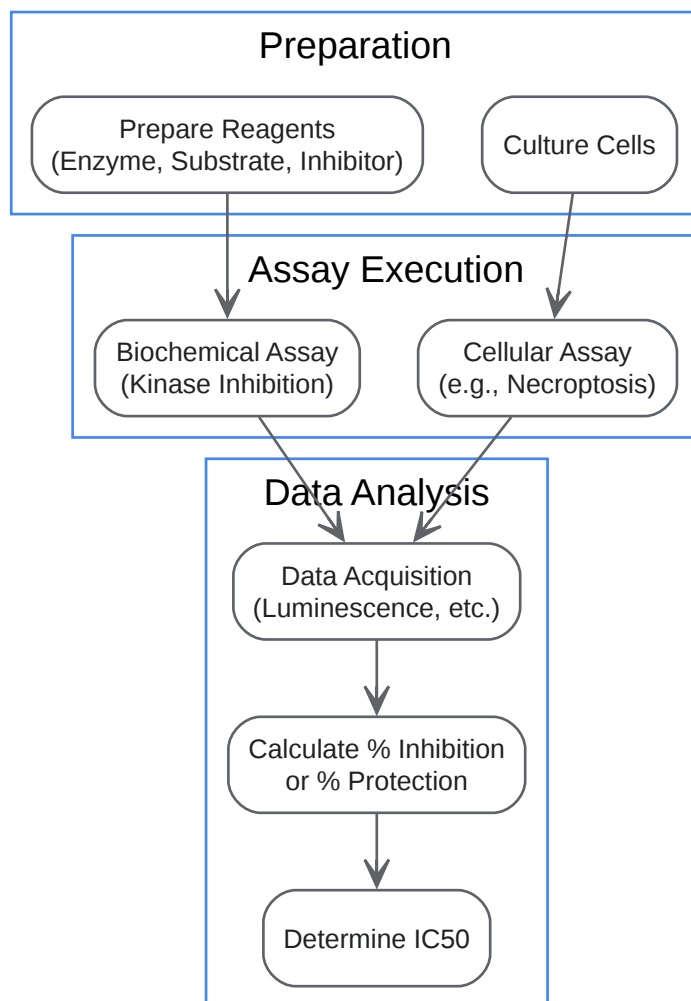 Preparation
Prepare Reagents
(Enzyme, Substrate, Inhibitor)
Culture Cells
Assay Execution
Biochemical Assay
(Kinase Inhibition)
Cellular Assay
(e.g., Necroptosis)
Data Analysis
Data Acquisition
(Luminescence, etc.)
Calculate % Inhibition
or % Protection
Determine IC50